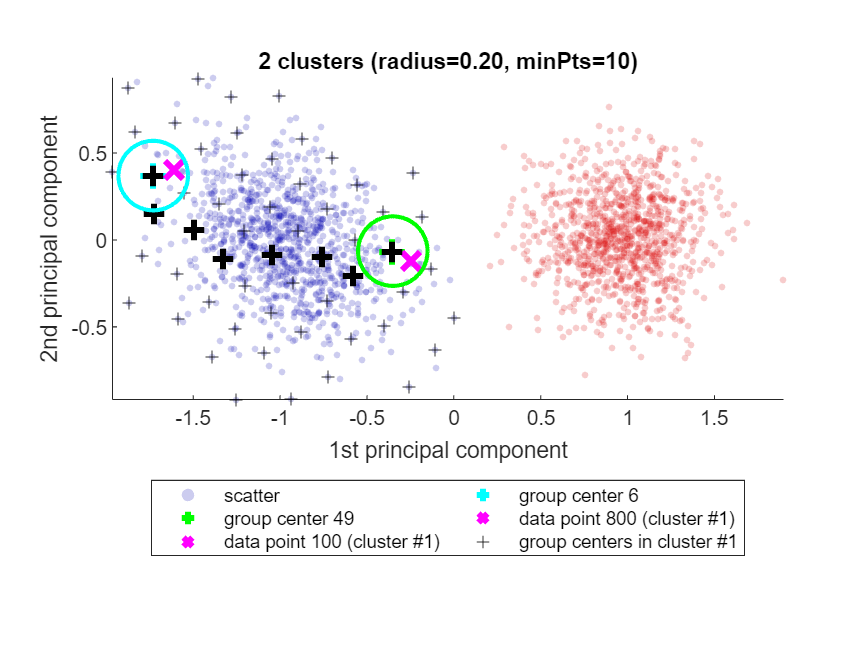 2 clusters (radius=0.20, minPts=10)
2nd principal component
0.5
0
-0.5
-1.5
-1
-0.5
0
0.5
1
1.5
1st principal component
scatter
group center 6
group center 49
data point 800 (cluster #1)
data point 100 (cluster #1)
group centers in cluster #1